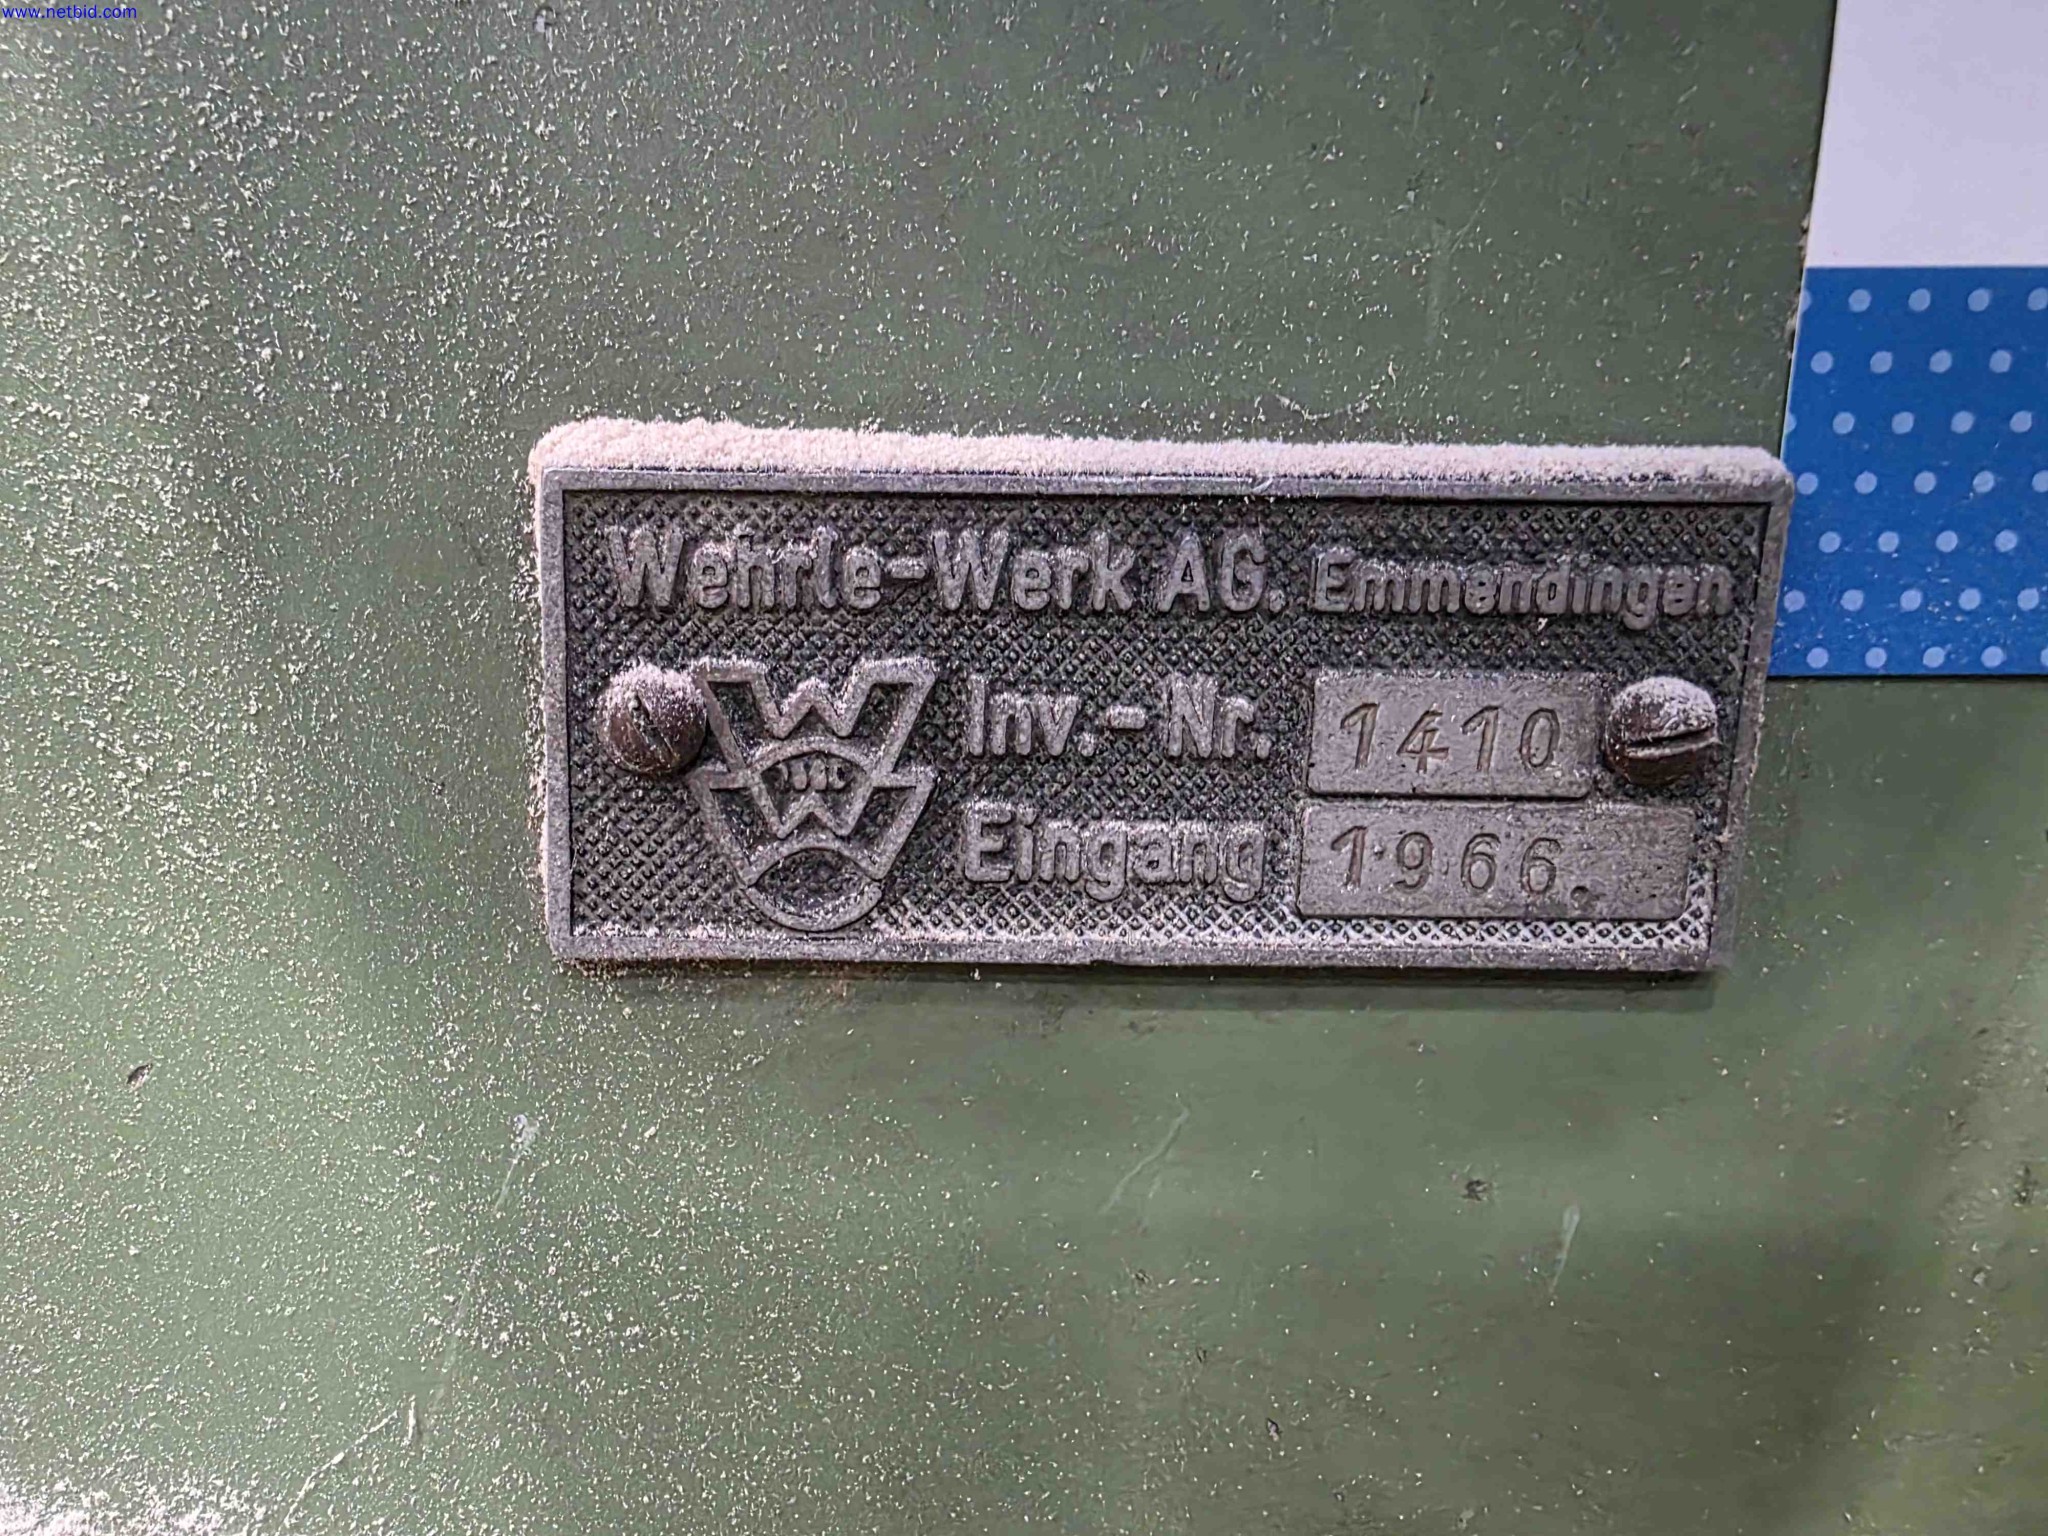 www.netbid.com
Wehrle-Werk AG. Emmendingen
Inv.-Nr. 1410
Eingang 1966.